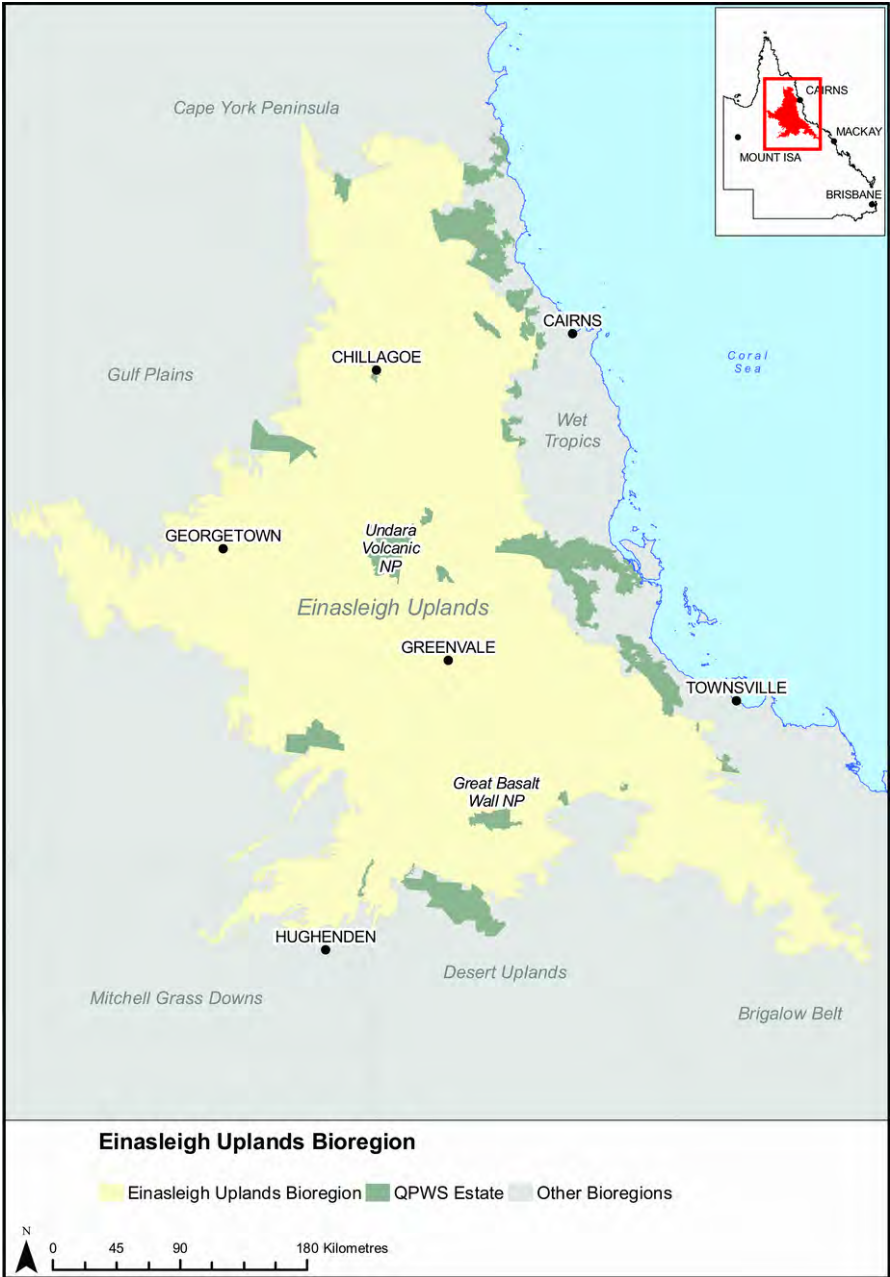 Cape York Peninsula
CAIRNS
MACKAY
MOUNT ISA
BRISBANE
CAIRNS
Coral
Sea
CHILLAGOE
Gulf Plains
Wet
Tropics
GEORGETOWN
Undara
Volcanic
NP
Einasleigh Uplands
GREENVALE
TOWNSVILLE
Great Basalt
Wall NP
HUGHENDEN
Desert Uplands
Mitchell Grass Downs
Brigalow Belt
Einasleigh Uplands Bioregion
Einasleigh Uplands Bioregion QPWS Estate Other Bioregions
N
0 45 90 180 Kilometres